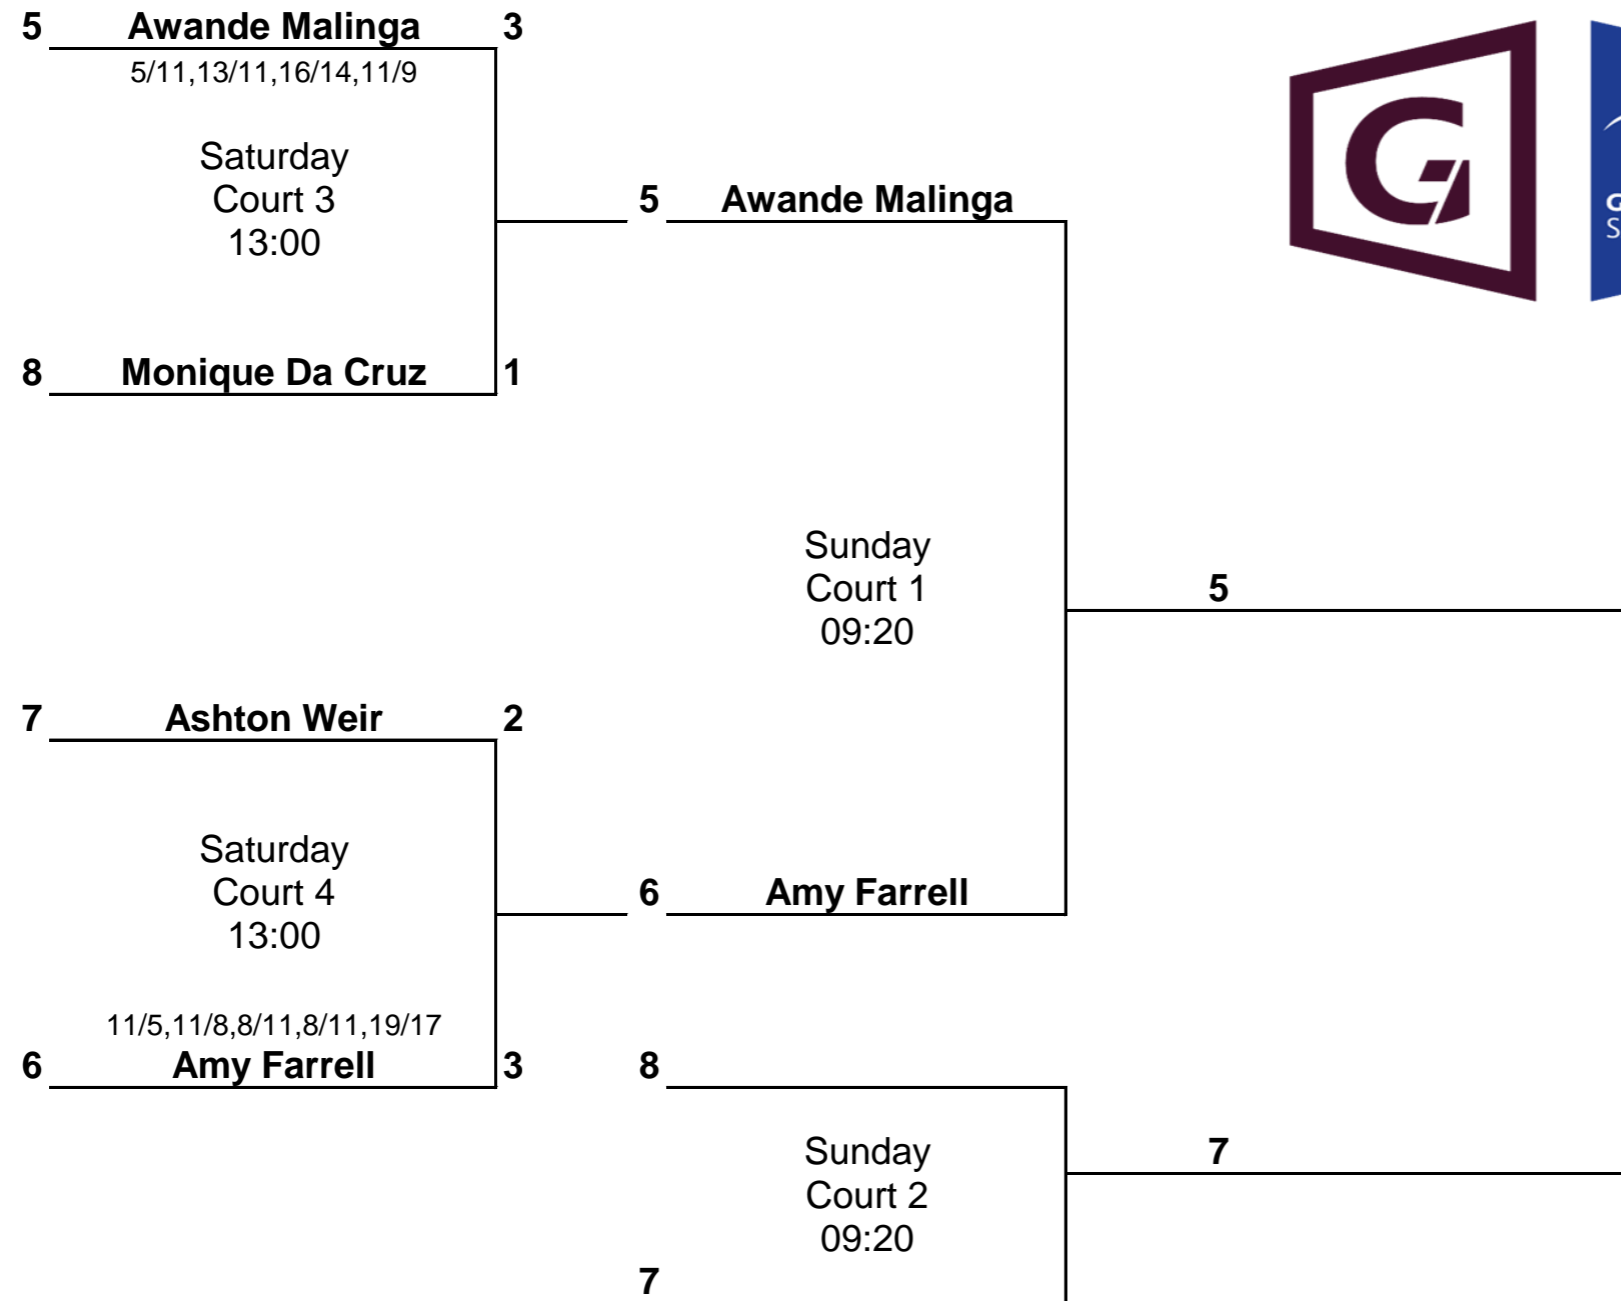 5 Awande Malinga 3
5/11,13/11,16/14,11/9
Saturday
Court 3
13:00
8 Monique Da Cruz 1
5 Awande Malinga
G
G
S
Sunday
Court 1
09:20
5
7 Ashton Weir 2
Saturday
Court 4
13:00
11/5,11/8,8/11,8/11,19/17
6 Amy Farrell 3
6 Amy Farrell
8
Sunday
Court 2
09:20
7
7